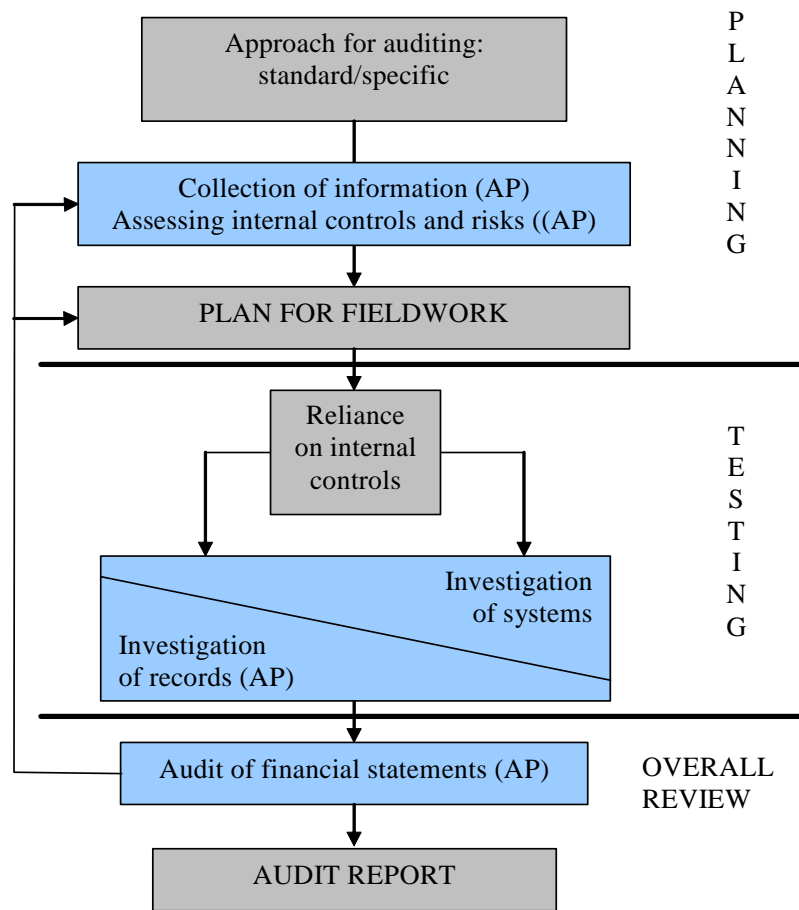 Approach for auditing:
standard/specific
PLANNING
Collection of information (AP)
Assessing internal controls and risks ((AP)
PLAN FOR FIELDWORK
Reliance
on internal
controls
TESTING
Investigation
of systems
Investigation
of records (AP)
Audit of financial statements (AP)
OVERALL
REVIEW
AUDIT REPORT